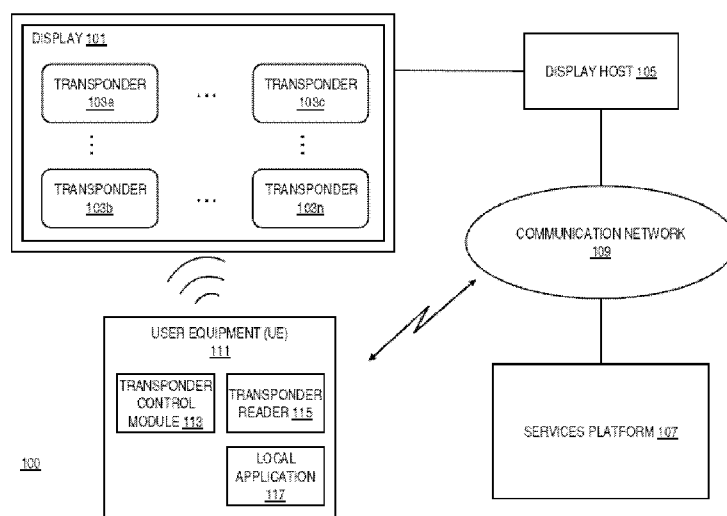 DISPLAY 101
TRANSPONDER
103a
...
TRANSPONDER
103c
TRANSPONDER
103b
...
TRANSPONDER
103n
DISPLAY HOST 105
COMMUNICATION NETWORK
109
USER EQUIPMENT (UE)
111
TRANSPONDER
CONTROL
MODULE 113
TRANSPONDER
READER 115
LOCAL
APPLICATION
117
SERVICES PLATFORM 107
100